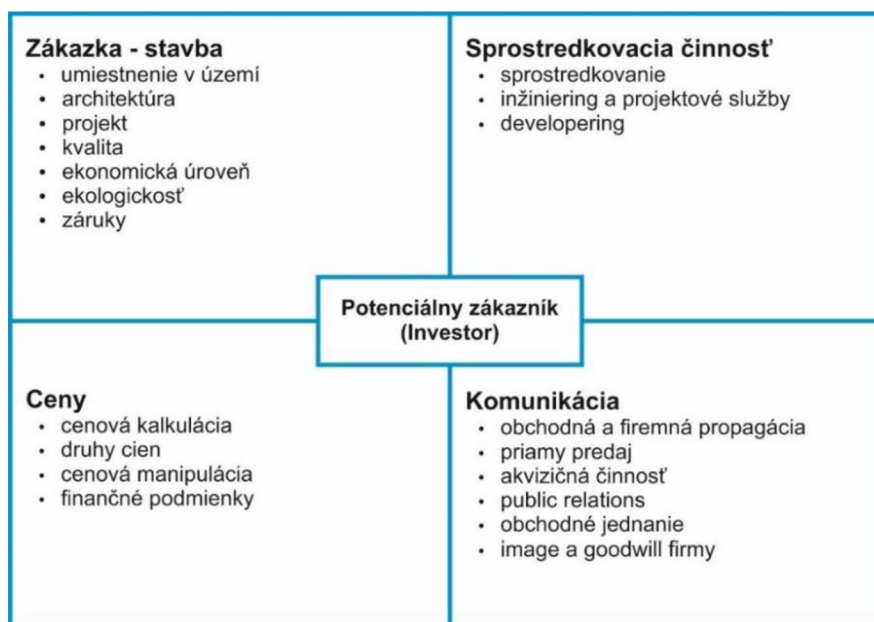 Zákazka - stavba
• umiestnenie v území
• architektúra
• projekt
• kvalita
• ekonomická úroveň
• ekologickosť
• záruky
Sprostredkovacia činnosť
• sprostredkovanie
• inžiniering a projektové služby
• developering
Potenciálny zákazník
(Investor)
Ceny
• cenová kalkulácia
• druhy cien
• cenová manipulácia
• finančné podmienky
Komunikácia
• obchodná a firemná propagácia
• priamy predaj
• akvizičná činnosť
• public relations
• obchodné jednanie
• image a goodwill firmy